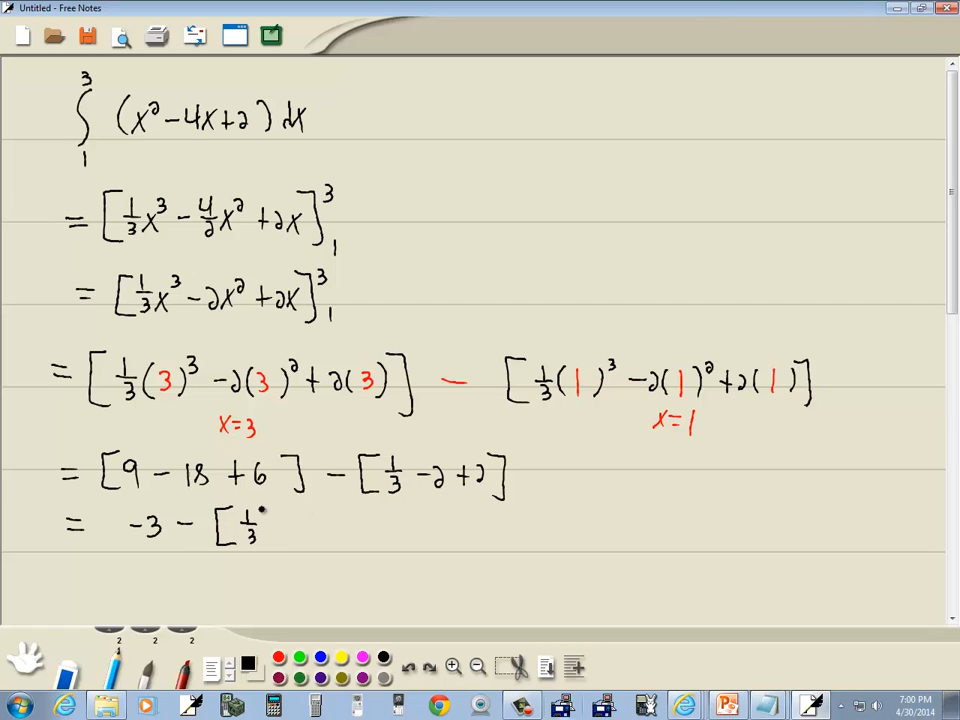 Untitled - Free Notes
∫₁³ (x² − 4x + 2) dx
= [1/3 x³ − 4/2 x² + 2x]₁³
= [1/3 x³ − 2x² + 2x]₁³
= [1/3 (3)³ − 2(3)² + 2(3)] − [1/3 (1)³ − 2(1)² + 2(1)]
x=3 x=1
= [9 − 18 + 6] − [1/3 − 2 + 2]
= −3 − [1/3
2 2 2
7:00 PM
4/30/2014